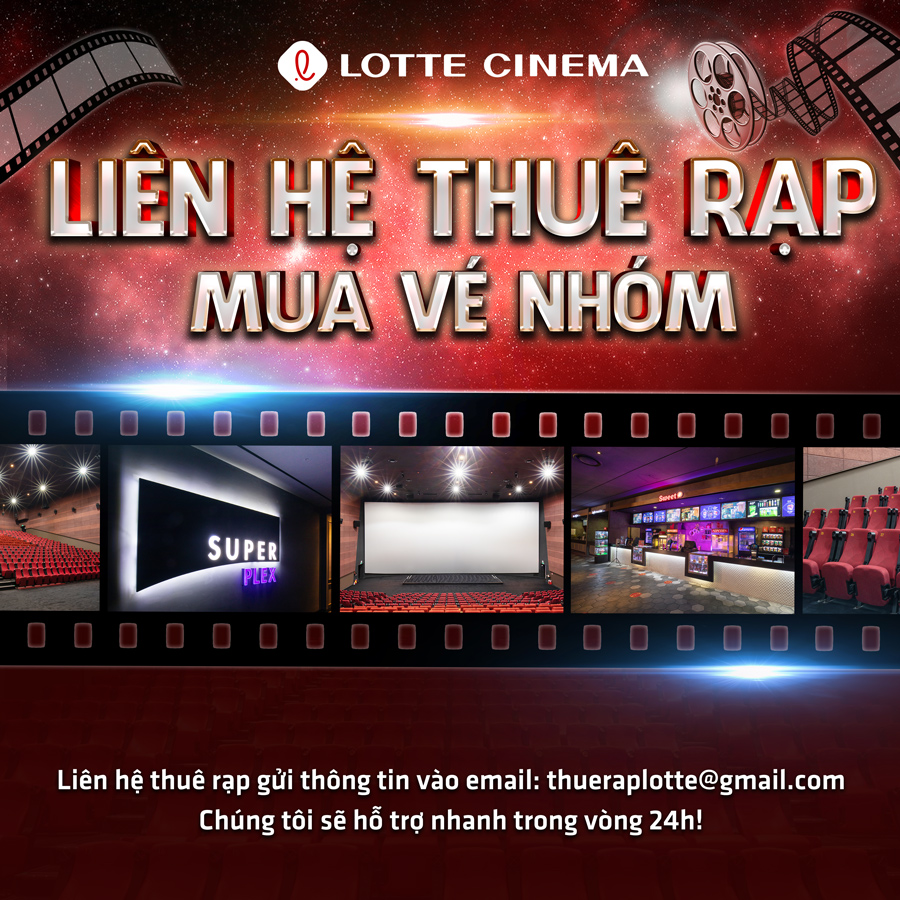 LOTTE CINEMA
LIÊN HỆ THUÊ RẠP
MUA VÉ NHÓM
SUPER
PLEX
Sweet
Liên hệ thuê rạp gửi thông tin vào email: thueraplotte@gmail.com
Chúng tôi sẽ hỗ trợ nhanh trong vòng 24h!